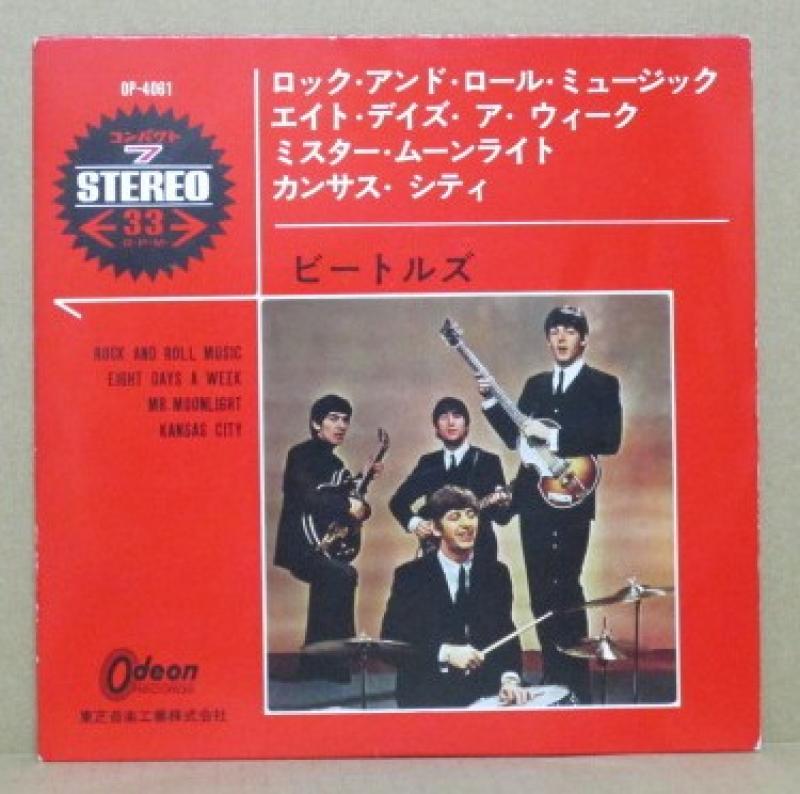 OP-4061
コンパクト
7
STEREO
33
R・P・M
ロック・アンド・ロール・ミュージック
エイト・デイズ・ア・ウィーク
ミスター・ムーンライト
カンサス・シティ
ビートルズ
ROCK AND ROLL MUSIC
EIGHT DAYS A WEEK
MR. MOONLIGHT
KANSAS CITY
Odeon
RECORDS
東芝音楽工業株式会社